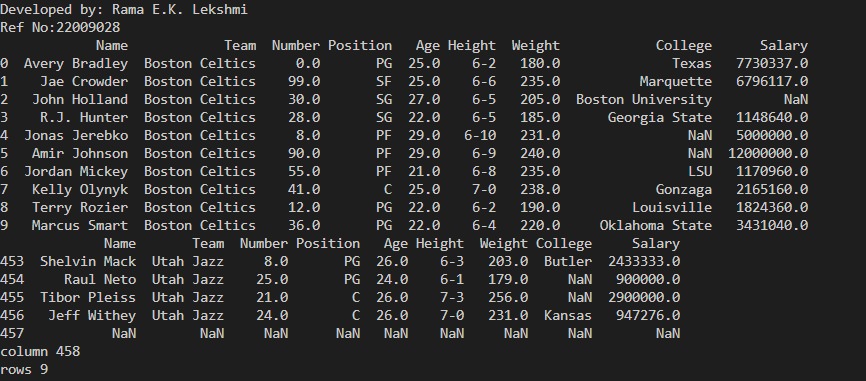 Developed by: Rama E.K. Lekshmi
Ref No:22009028
Name Team Number Position Age Height Weight College Salary
0 Avery Bradley Boston Celtics 0.0 PG 25.0 6-2 180.0 Texas 7730337.0
1 Jae Crowder Boston Celtics 99.0 SF 25.0 6-6 235.0 Marquette 6796117.0
2 John Holland Boston Celtics 30.0 SG 27.0 6-5 205.0 Boston University NaN
3 R.J. Hunter Boston Celtics 28.0 SG 22.0 6-5 185.0 Georgia State 1148640.0
4 Jonas Jerebko Boston Celtics 8.0 PF 29.0 6-10 231.0 NaN 5000000.0
5 Amir Johnson Boston Celtics 90.0 PF 29.0 6-9 240.0 NaN 12000000.0
6 Jordan Mickey Boston Celtics 55.0 PF 21.0 6-8 235.0 LSU 1170960.0
7 Kelly Olynyk Boston Celtics 41.0 C 25.0 7-0 238.0 Gonzaga 2165160.0
8 Terry Rozier Boston Celtics 12.0 PG 22.0 6-2 190.0 Louisville 1824360.0
9 Marcus Smart Boston Celtics 36.0 PG 22.0 6-4 220.0 Oklahoma State 3431040.0
Name Team Number Position Age Height Weight College Salary
453 Shelvin Mack Utah Jazz 8.0 PG 26.0 6-3 203.0 Butler 2433333.0
454 Raul Neto Utah Jazz 25.0 PG 24.0 6-1 179.0 NaN 900000.0
455 Tibor Pleiss Utah Jazz 21.0 C 26.0 7-3 256.0 NaN 2900000.0
456 Jeff Withey Utah Jazz 24.0 C 26.0 7-0 231.0 Kansas 947276.0
457 NaN NaN NaN NaN NaN NaN NaN NaN NaN
column 458
rows 9